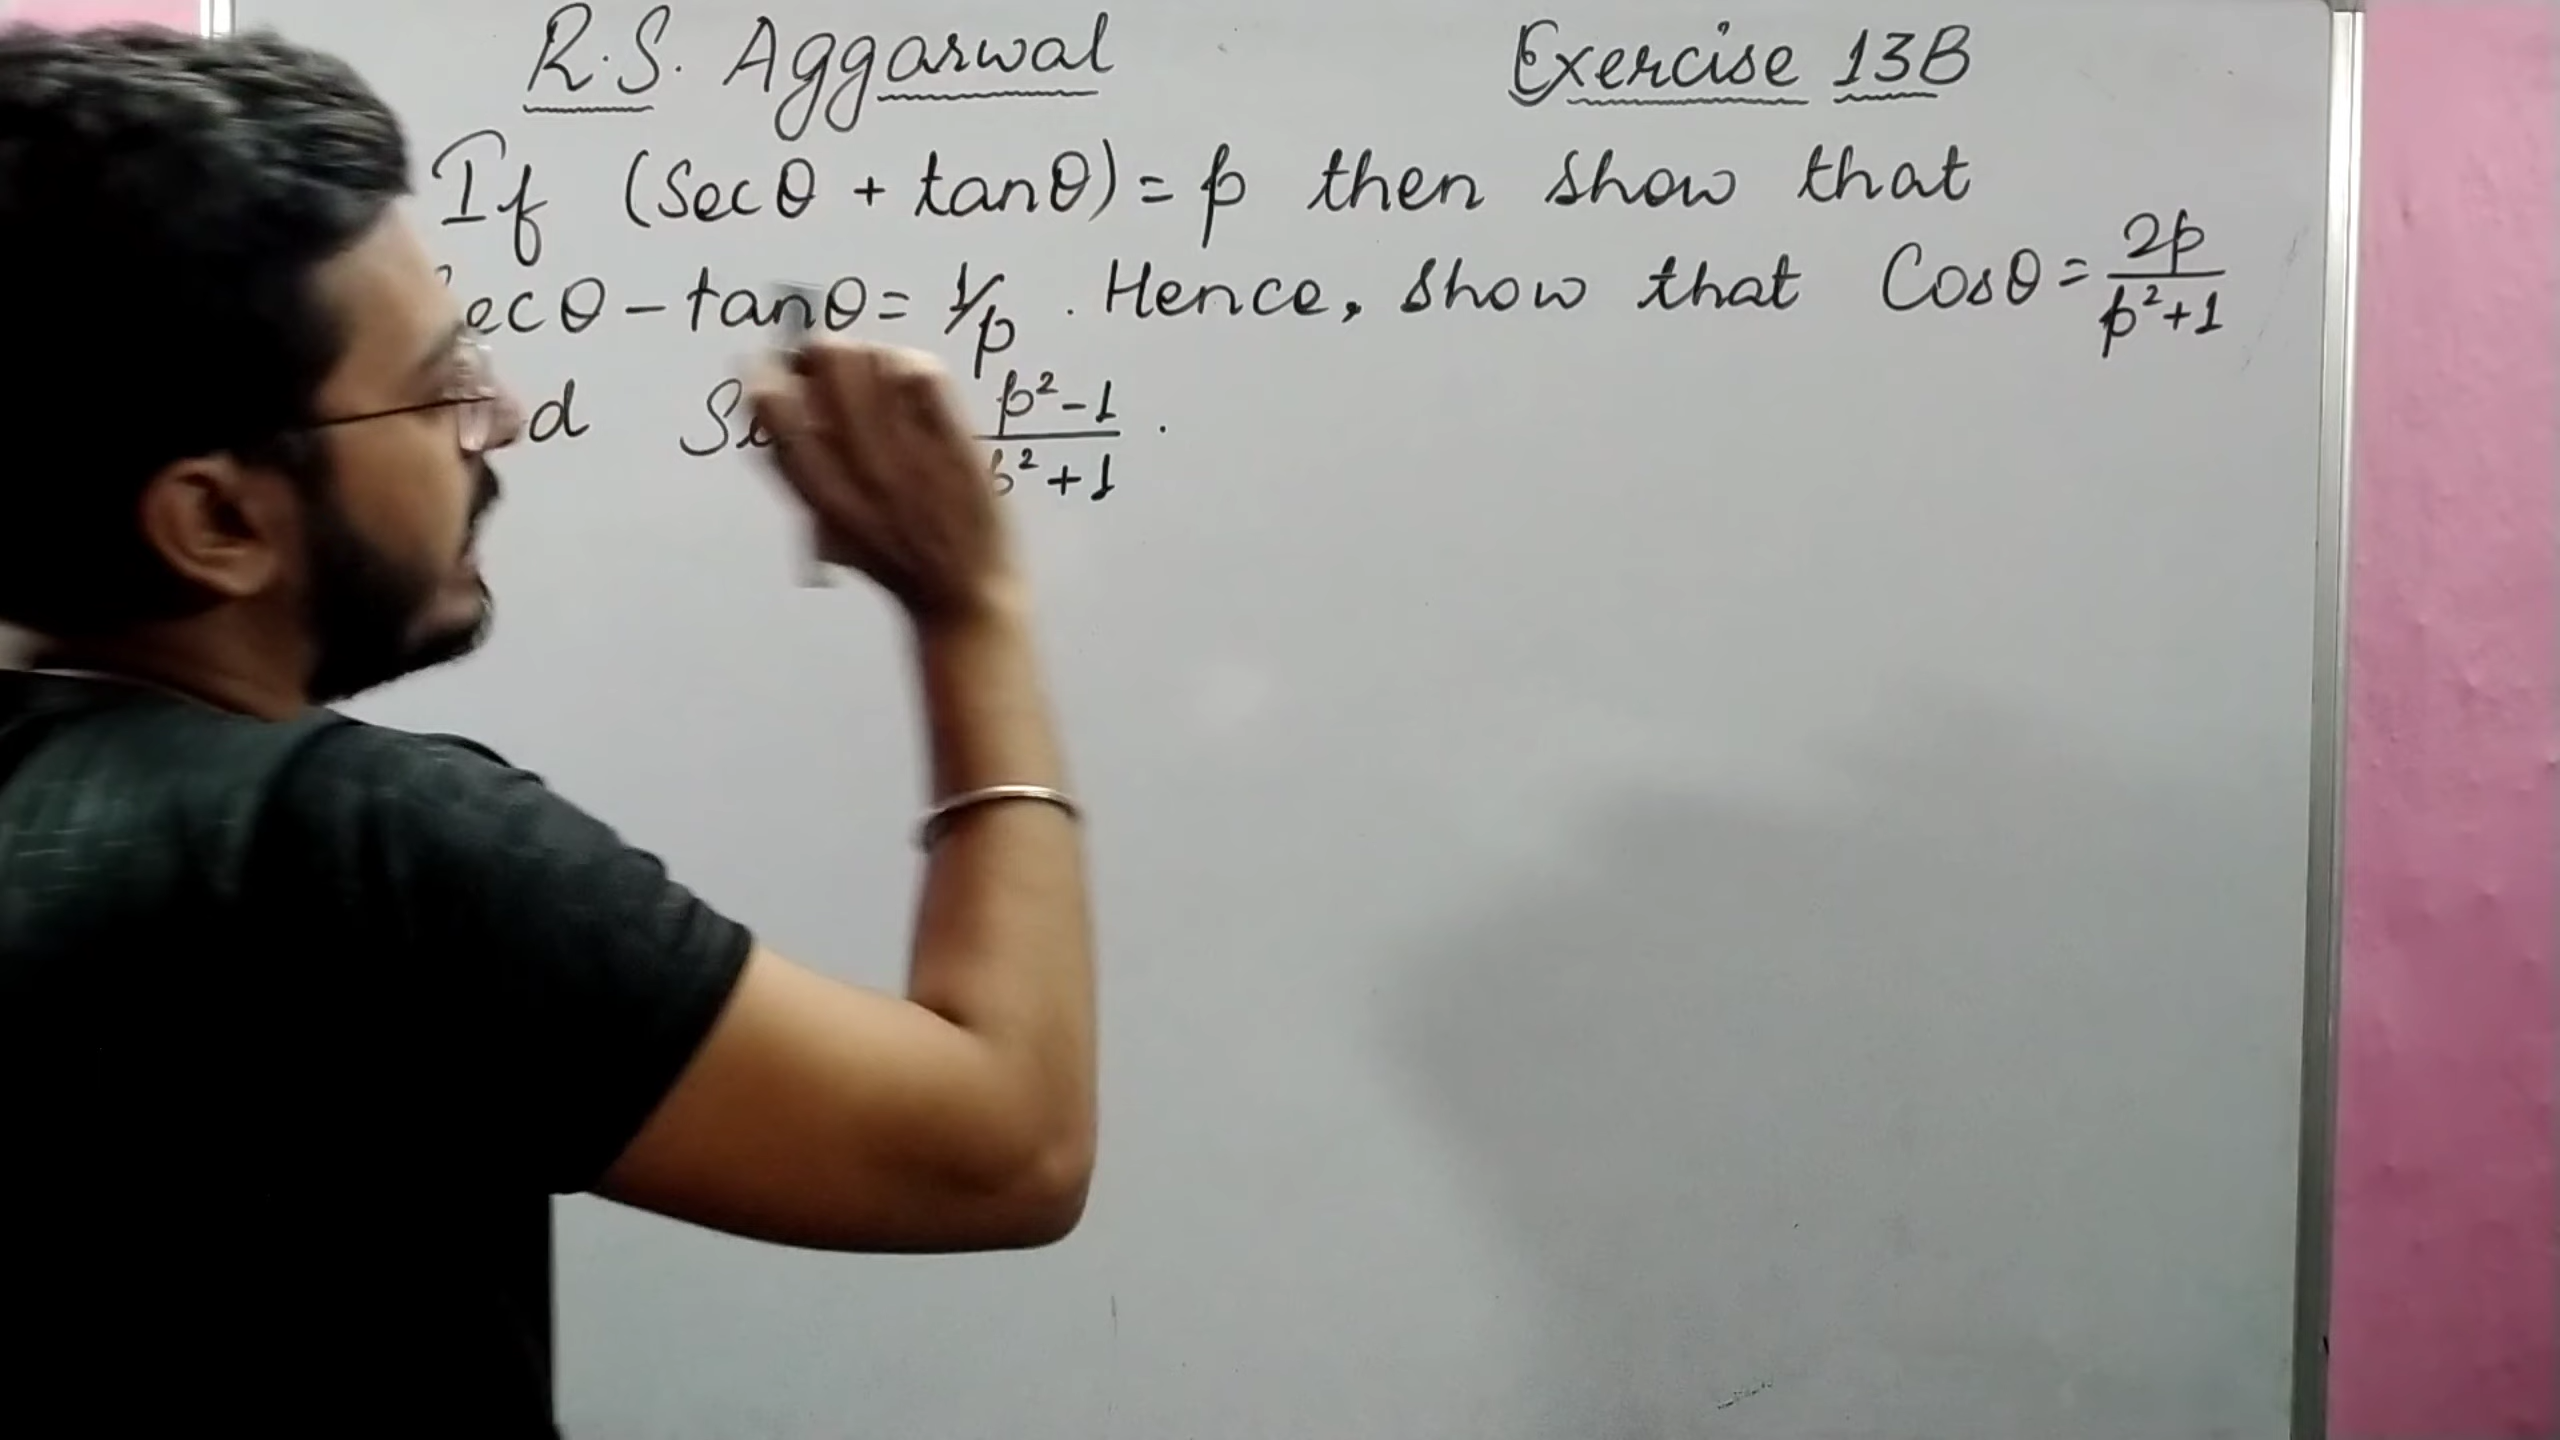 R.S. Aggarwal Exercise 13B
If (Secθ + tanθ) = p then show that
ecθ - tanθ = 1/p . Hence, show that Cosθ = 2p/p²+1
d p²-1/p²+1 .